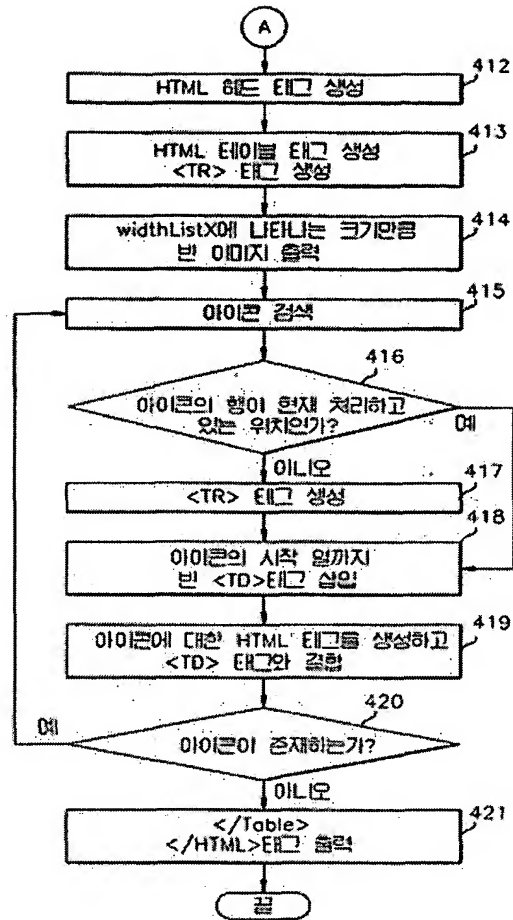 A
412
HTML 헤드 태그 생성
413
HTML 테이블 태그 생성
<TR> 태그 생성
414
widthListX에 나타나는 크기만큼
빈 이미지 출력
415
아이콘 검색
416
아이콘의 행이 현재 처리하고
있는 위치인가?
예
아니오
417
<TR> 태그 생성
418
아이콘의 시작 열까지
빈 <TD>태그 삽입
419
아이콘에 대한 HTML 태그를 생성하고
<TD> 태그와 결합
420
예
아이콘이 존재하는가?
아니오
421
</Table>
</HTML>태그 출력
끝